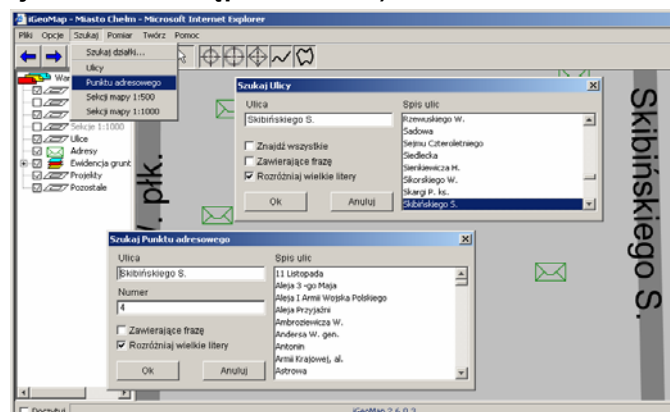 iGeoMap - Miasto Chełm - Microsoft Internet Explorer
Pliki Opcje Szukaj Pomiar Twórz Pomoc
Szukaj działki...
Ulicy
Punktu adresowego
Sekcji mapy 1:500
Sekcji mapy 1:1000
War
Sekcje 1:1000
Ulice
Adresy
Ewidencja grunt
Projekty
Pozostałe
Szukaj Ulicy
Ulica
Skibińskiego S.
Znajdź wszystkie
Zawierające frazę
Rozróżniaj wielkie litery
Ok Anuluj
Spis ulic
Rzewuskiego W.
Sadowa
Sejmu Czteroletniego
Siedlecka
Sienkiewicza H.
Sikorskiego W.
Skargi P. ks.
Skibińskiego S.
Skibińskiego S.
. płk.
Szukaj Punktu adresowego
Ulica
Skibińskiego S.
Numer
4
Zawierające frazę
Rozróżniaj wielkie litery
Ok Anuluj
Spis ulic
11 Listopada
Aleja 3 -go Maja
Aleja I Armii Wojska Polskiego
Aleja Przyjaźni
Ambroziewicza W.
Andersa W. gen.
Antonin
Armii Krajowej, al.
Astrowa
Doczytuj
iGeoMap 2.6.0.3